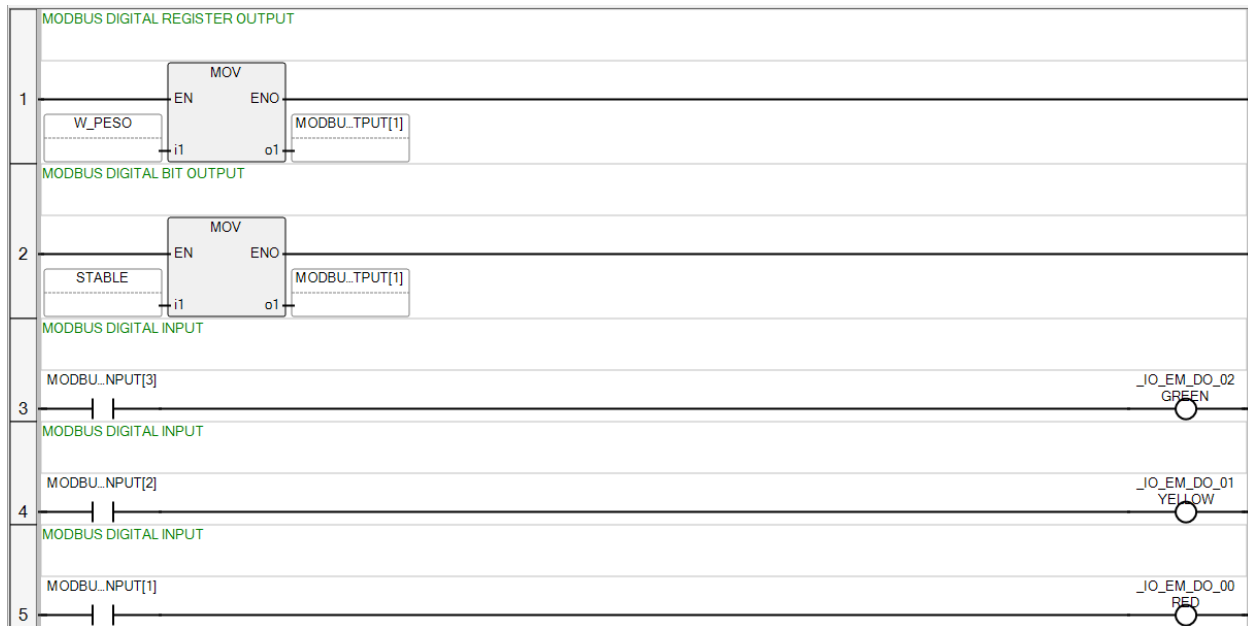 MODBUS DIGITAL REGISTER OUTPUT
MOV
1
EN ENO
W_PESO
MODBU...TPUT[1]
i1 o1
MODBUS DIGITAL BIT OUTPUT
MOV
2
EN ENO
STABLE
MODBU...TPUT[1]
i1 o1
MODBUS DIGITAL INPUT
MODBU...NPUT[3]
_IO_EM_DO_02
GREEN
3
MODBUS DIGITAL INPUT
MODBU...NPUT[2]
_IO_EM_DO_01
YELLOW
4
MODBUS DIGITAL INPUT
MODBU...NPUT[1]
_IO_EM_DO_00
RED
5